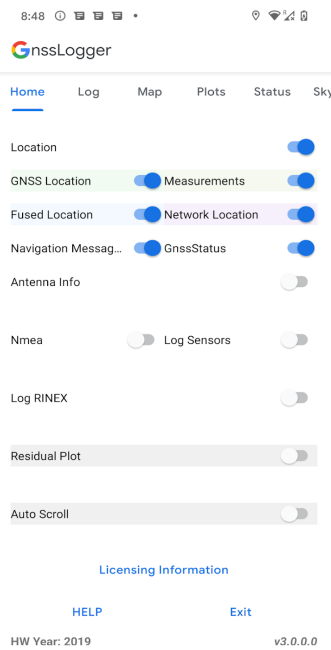 8:48
GnssLogger
Home Log Map Plots Status Sky
Location
GNSS Location Measurements
Fused Location Network Location
Navigation Messag... GnssStatus
Antenna Info
Nmea Log Sensors
Log RINEX
Residual Plot
Auto Scroll
Licensing Information
HELP Exit
HW Year: 2019 v3.0.0.0